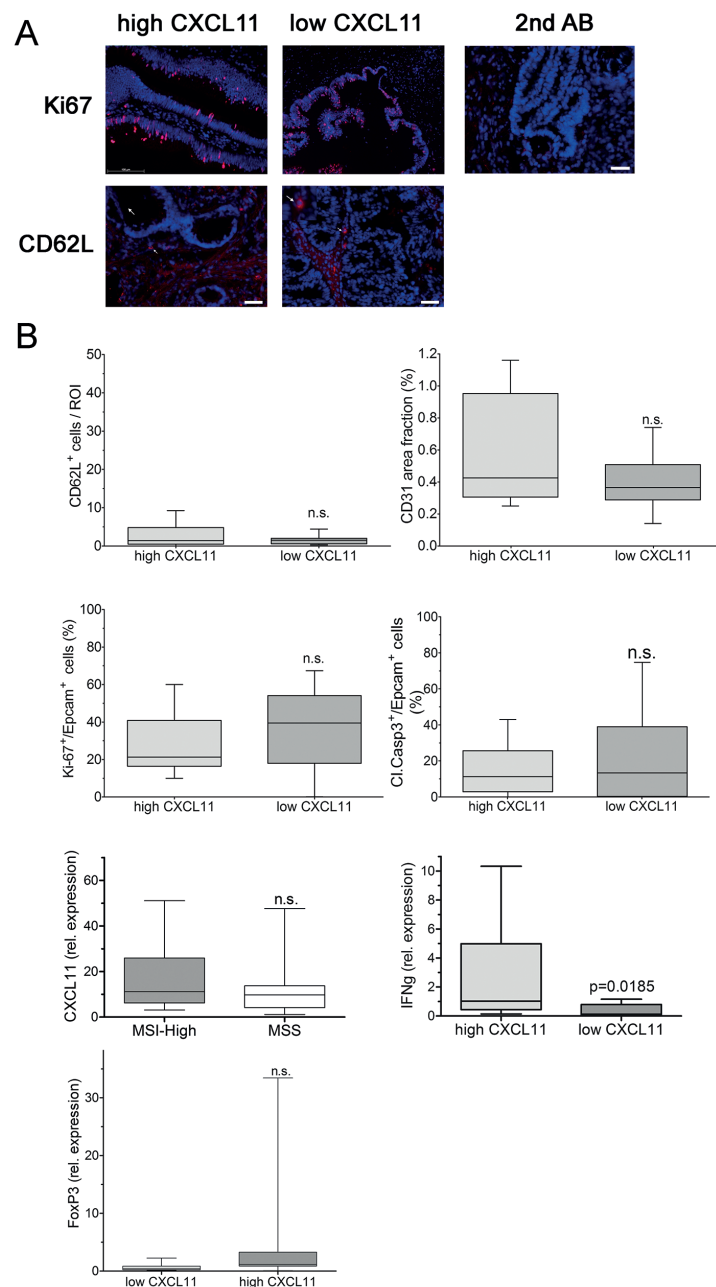 A
high CXCL11 low CXCL11 2nd AB
Ki67
CD62L
B
CD62L+ cells / ROI
50
40
30
20
10
0
n.s.
high CXCL11 low CXCL11
CD31 area fraction (%)
1.2
1.0
0.8
0.6
0.4
0.2
0.0
n.s.
high CXCL11 low CXCL11
Ki-67+/Epcam+ cells (%)
100
80
60
40
20
0
n.s.
high CXCL11 low CXCL11
Cl.Casp3+/Epcam+ cells
(%)
100
80
60
40
20
0
n.s.
high CXCL11 low CXCL11
CXCL11 (rel. expression)
60
40
20
0
n.s.
MSI-High MSS
IFNg (rel. expression)
10
8
6
4
2
0
p=0.0185
high CXCL11 low CXCL11
FoxP3 (rel. expression)
30
20
10
0
n.s.
low CXCL11 high CXCL11